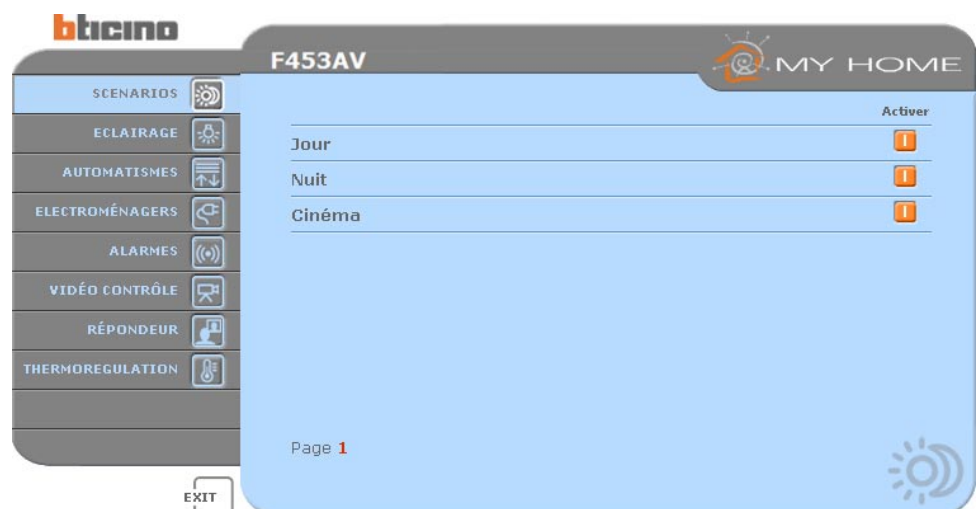 bticino
F453AV
MY HOME
SCENARIOS
ECLAIRAGE
AUTOMATISMES
ELECTROMÉNAGERS
ALARMES
VIDÉO CONTRÔLE
RÉPONDEUR
THERMOREGULATION
EXIT
Activer
Jour
Nuit
Cinéma
Page 1